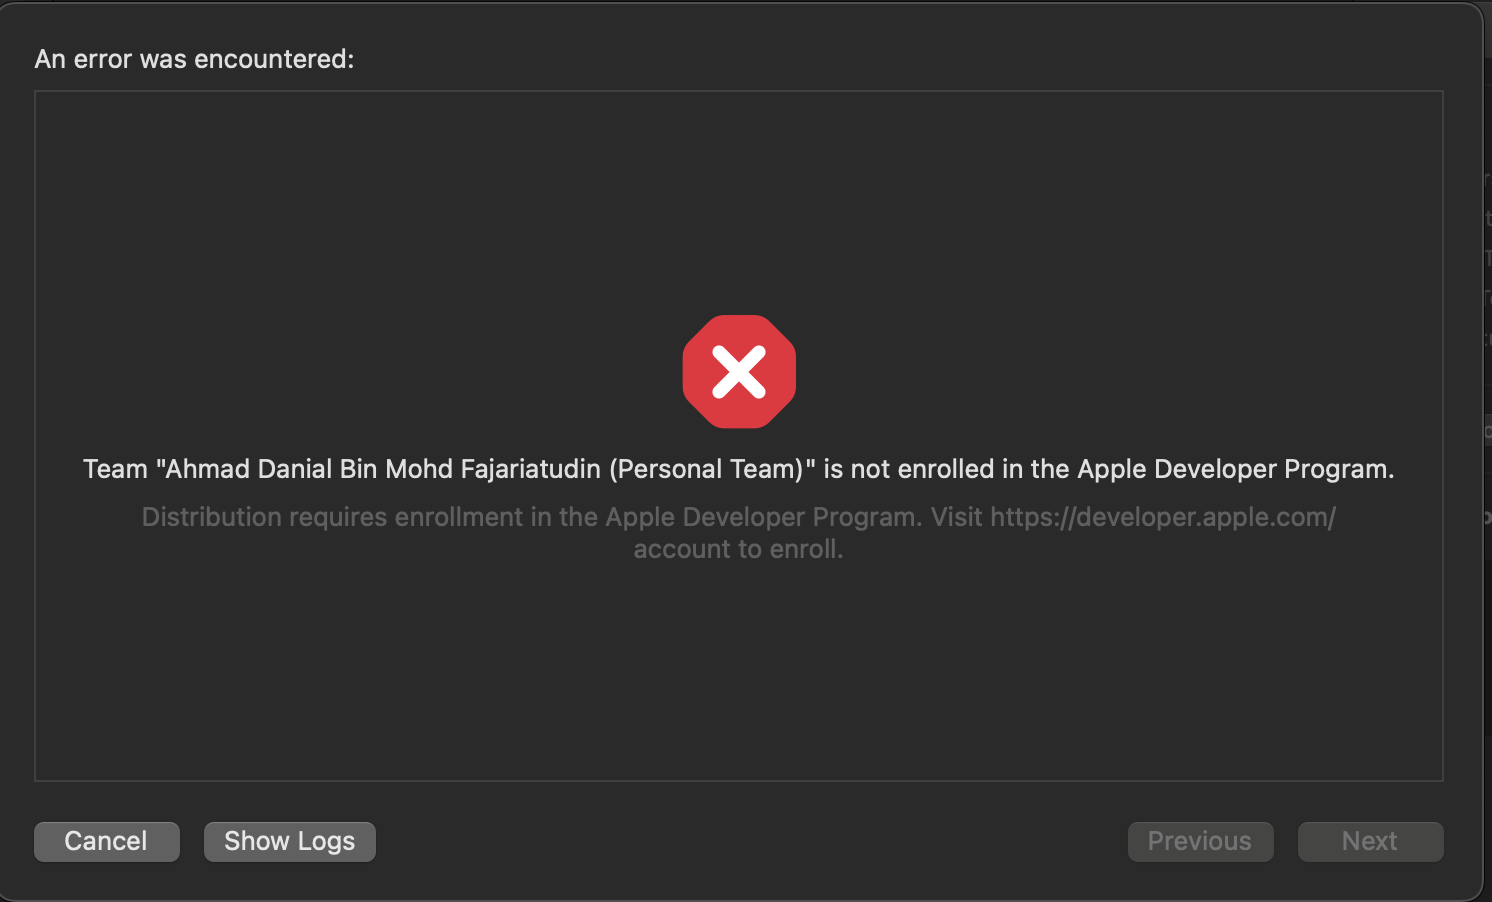 An error was encountered:
Team "Ahmad Danial Bin Mohd Fajariatudin (Personal Team)" is not enrolled in the Apple Developer Program.
Distribution requires enrollment in the Apple Developer Program. Visit https://developer.apple.com/
account to enroll.
Cancel
Show Logs
Previous
Next